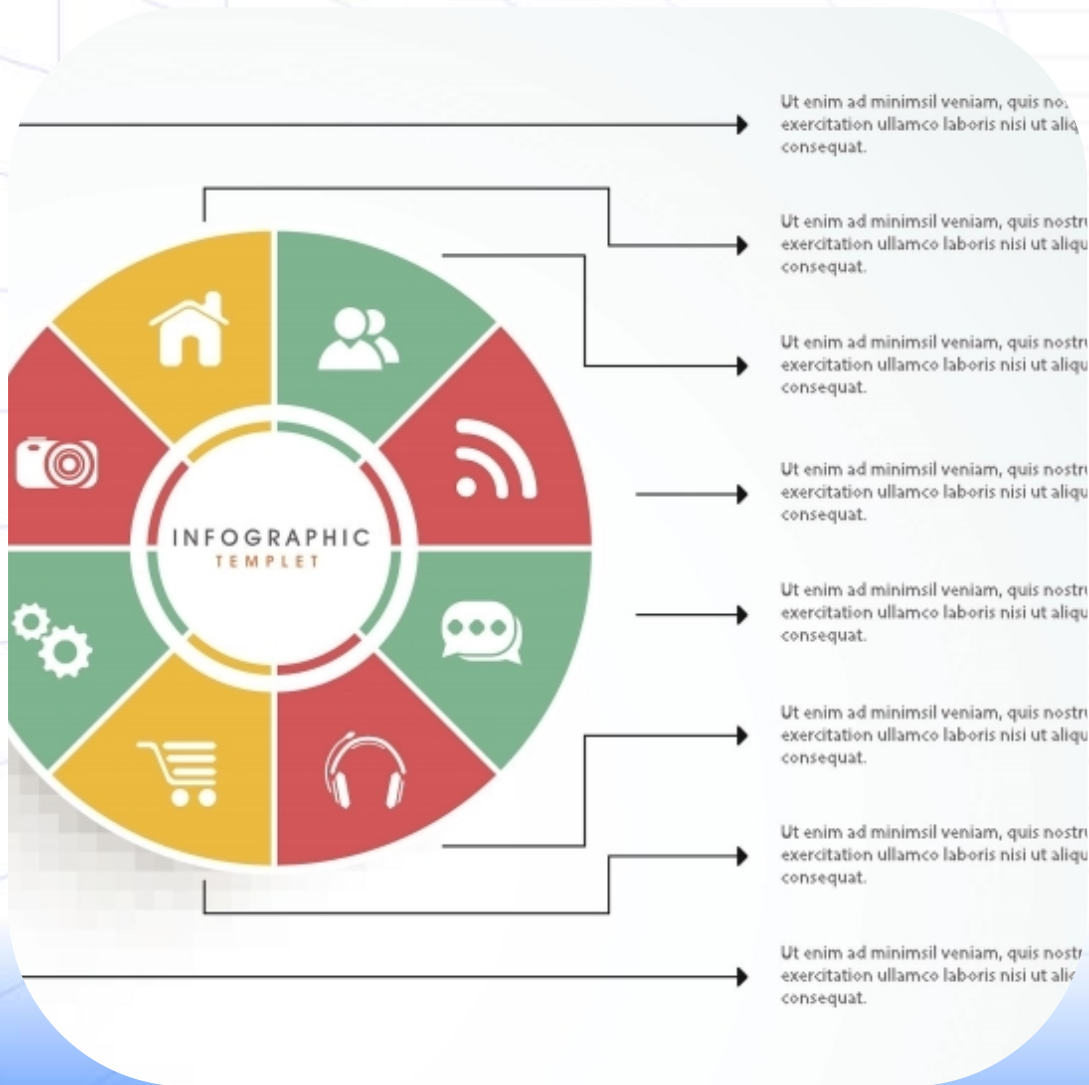 Ut enim ad minimsil veniam, quis
exercitation ullamco laboris nisi ut
consequat.
Ut enim ad minimsil veniam, quis
exercitation ullamco laboris nisi ut
consequat.
Ut enim ad minimsil veniam, quis
exercitation ullamco laboris nisi ut
consequat.
Ut enim ad minimsil veniam, quis
exercitation ullamco laboris nisi ut
consequat.
INFOGRAPHIC
TEMPLET
Ut enim ad minimsil veniam, quis
exercitation ullamco laboris nisi ut
consequat.
Ut enim ad minimsil veniam, quis
exercitation ullamco laboris nisi ut
consequat.
Ut enim ad minimsil veniam, quis
exercitation ullamco laboris nisi ut
consequat.
Ut enim ad minimsil veniam, quis
exercitation ullamco laboris nisi ut
consequat.